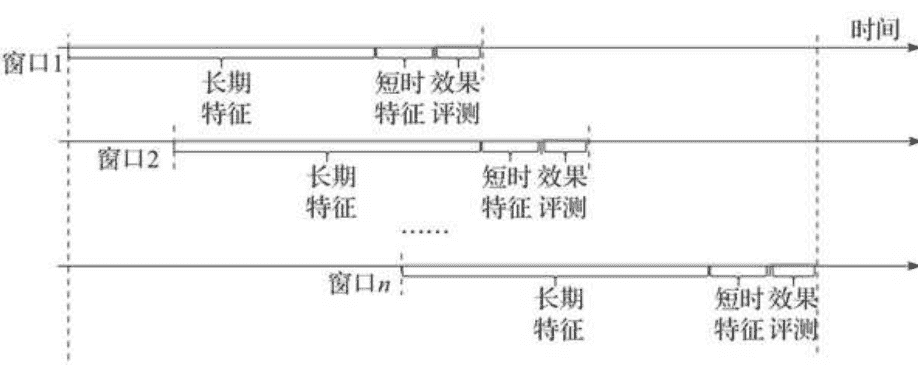 时间
窗口1
长期 短时 效果
特征 特征 评测
窗口2
长期 短时 效果
特征 特征 评测
……
窗口n
长期 短时 效果
特征 特征 评测